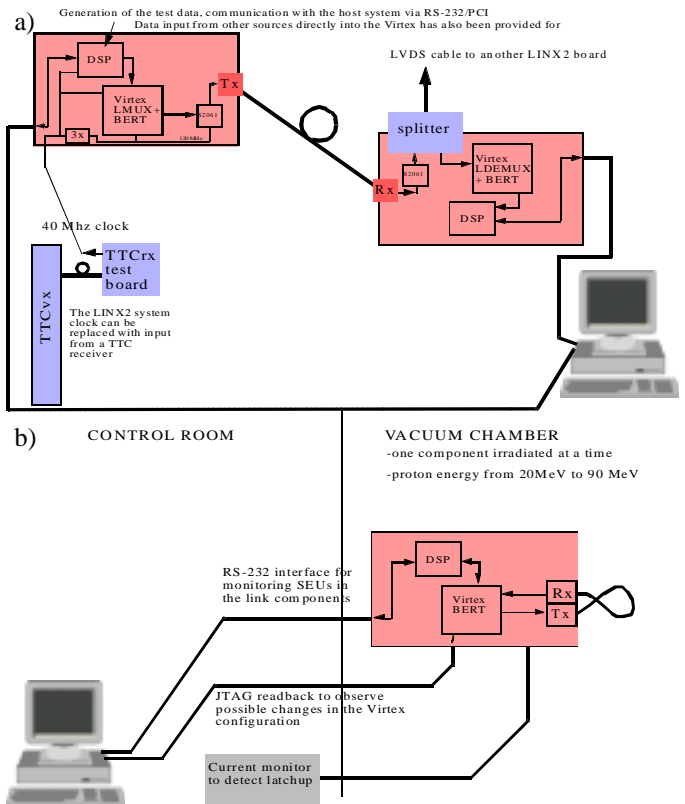 Generation of the test data, communication with the host system via RS-232/PCI
Data input from other sources directly into the Virtex has also been provided for
a)
DSP
Virtex
LMUX+
BERT
S2061
Tx
3x
120MHz
LVDS cable to another LINX2 board
splitter
Rx
S2061
Virtex
LDEMUX
+ BERT
DSP
40 Mhz clock
TTCrx
test
board
TTCvx
The LINX2 system
clock can be
replaced with input
from a TTC
receiver
b)
CONTROL ROOM
VACUUM CHAMBER
-one component irradiated at a time
-proton energy from 20MeV to 90 MeV
RS-232 interface for
monitoring SEUs in
the link components
DSP
Virtex
BERT
Rx
Tx
JTAG readback to observe
possible changes in the Virtex
configuration
Current monitor
to detect latchup